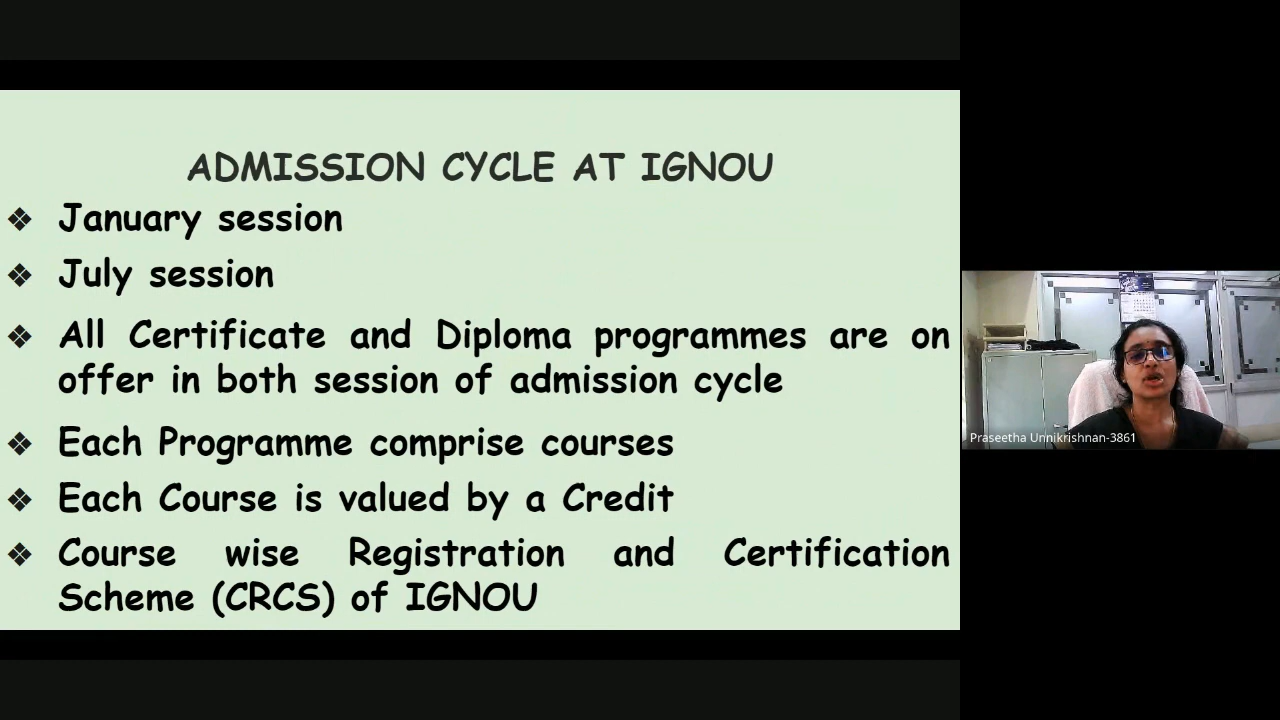 ADMISSION CYCLE AT IGNOU
❖ January session
❖ July session
❖ All Certificate and Diploma programmes are on
offer in both session of admission cycle
❖ Each Programme comprise courses
❖ Each Course is valued by a Credit
❖ Course wise Registration and Certification
Scheme (CRCS) of IGNOU
Praseetha Unnikrishnan-3861